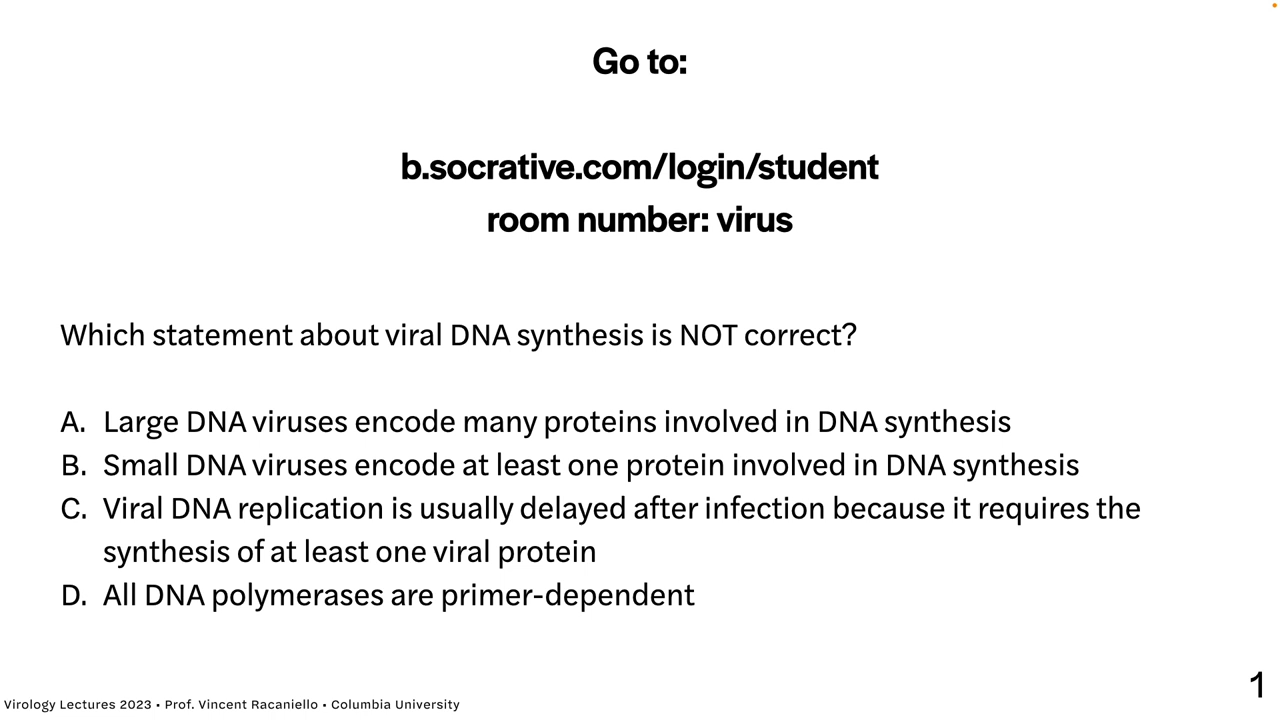 Go to:
b.socrative.com/login/student
room number: virus
Which statement about viral DNA synthesis is NOT correct?
A. Large DNA viruses encode many proteins involved in DNA synthesis
B. Small DNA viruses encode at least one protein involved in DNA synthesis
C. Viral DNA replication is usually delayed after infection because it requires the
synthesis of at least one viral protein
D. All DNA polymerases are primer-dependent
Virology Lectures 2023 • Prof. Vincent Racaniello • Columbia University
1